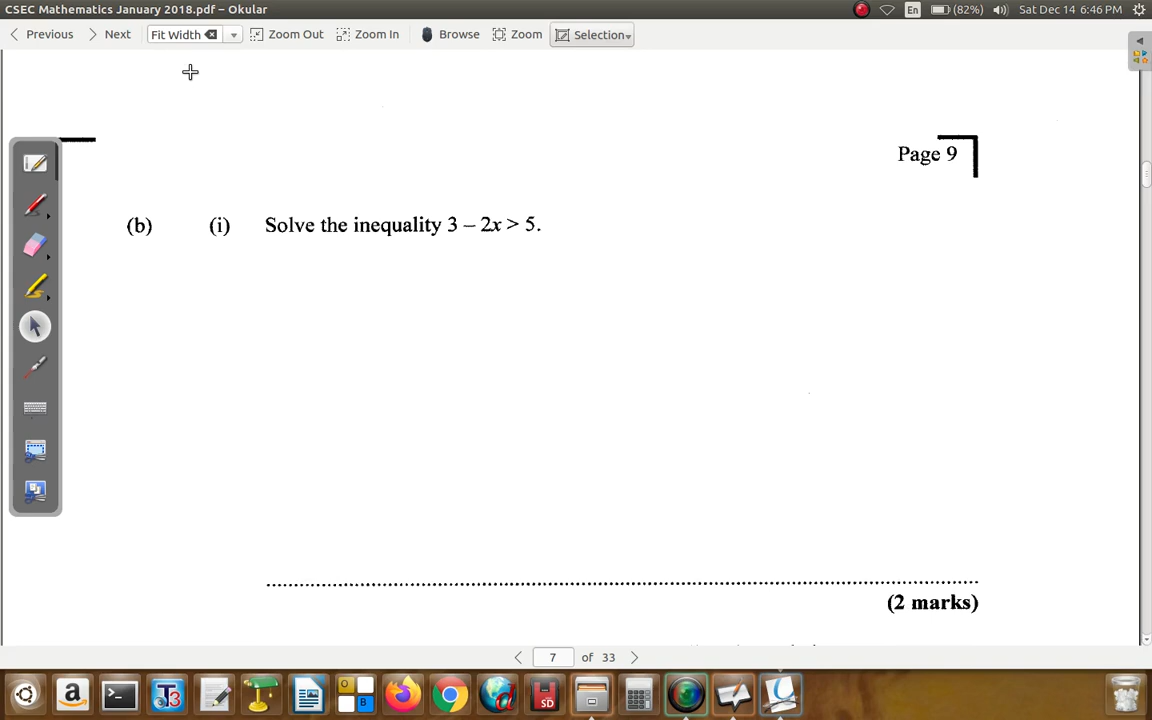 CSEC Mathematics January 2018.pdf – Okular
En (82%) Sat Dec 14 6:46 PM
Previous Next Fit Width Zoom Out Zoom In Browse Zoom Selection
Page 9
(b) (i) Solve the inequality 3 – 2x > 5.
(2 marks)
7 of 33
a T3 O B d SD